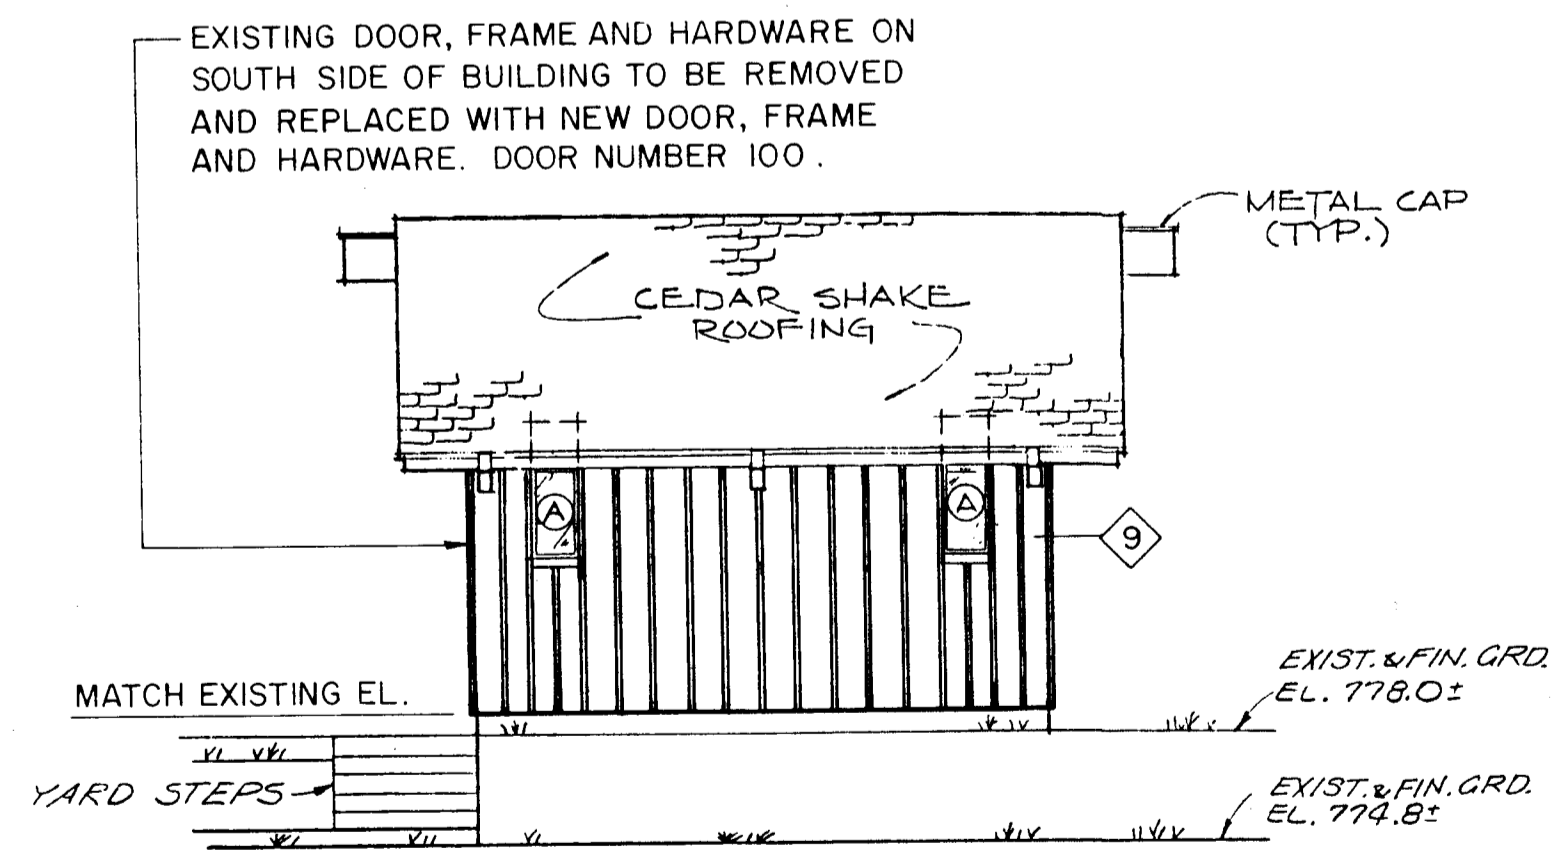 EXISTING DOOR, FRAME AND HARDWARE ON
SOUTH SIDE OF BUILDING TO BE REMOVED
AND REPLACED WITH NEW DOOR, FRAME
AND HARDWARE. DOOR NUMBER 100.
METAL CAP
(TYP.)
CEDAR SHAKE
ROOFING
A
A
9
MATCH EXISTING EL.
EXIST. & FIN. GRD.
EL. 778.0±
YARD STEPS
EXIST. & FIN. GRD.
EL. 774.8±